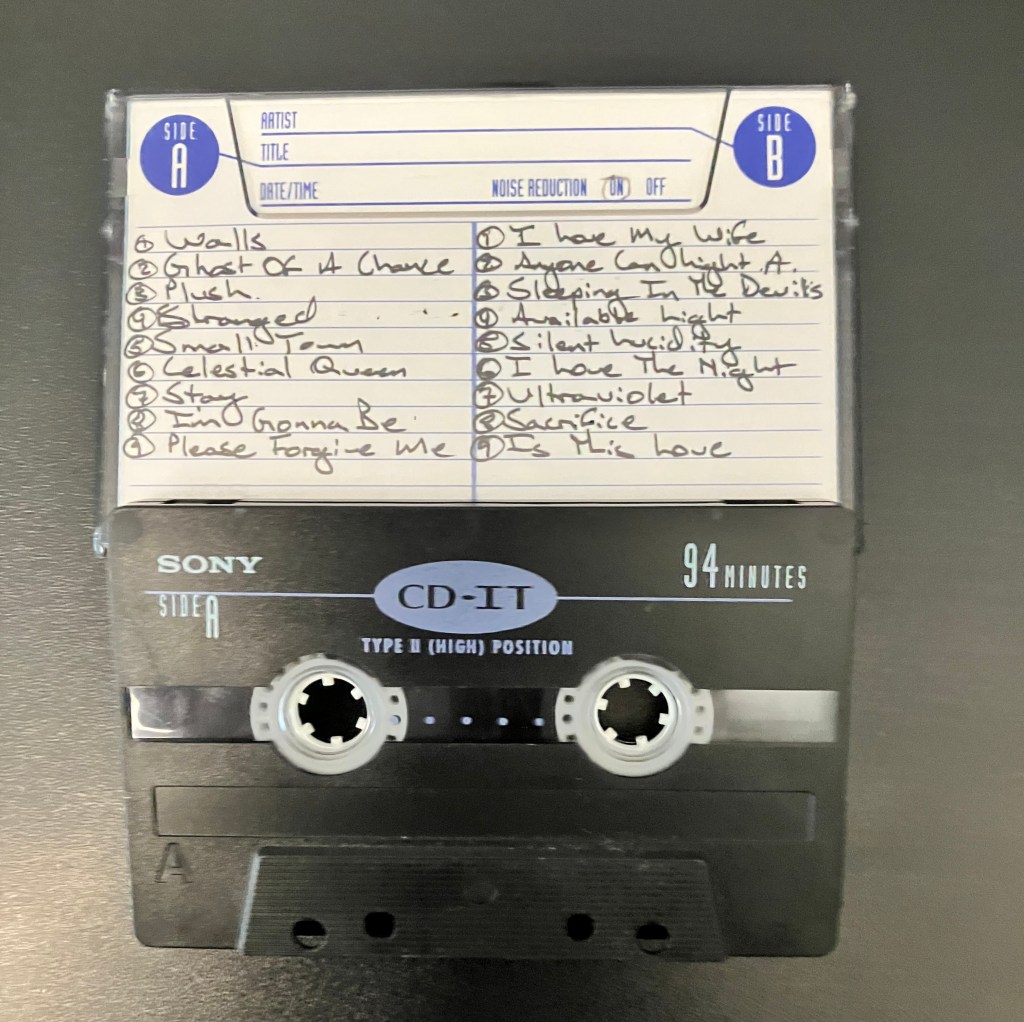 SIDE A
ARTIST
TITLE
DATE/TIME
NOISE REDUCTION ON OFF
SIDE B
① Walls
② Ghost Of A Chance
③ Plush.
④ Stranged
⑤ Small Town
⑥ Celestial Queen
⑦ Stay
⑧ I'm Gonna Be
⑨ Please Forgive Me
① I Love My Wife
② Anyone Can Light A.
③ Sleeping In The Devils
④ Available Light
⑤ Silent Lucidity
⑥ I Love The Night
⑦ Ultraviolet
⑧ Sacrifice
⑨ Is This Love
SONY
94 MINUTES
SIDE A
CD-IT
TYPE II (HIGH) POSITION
A